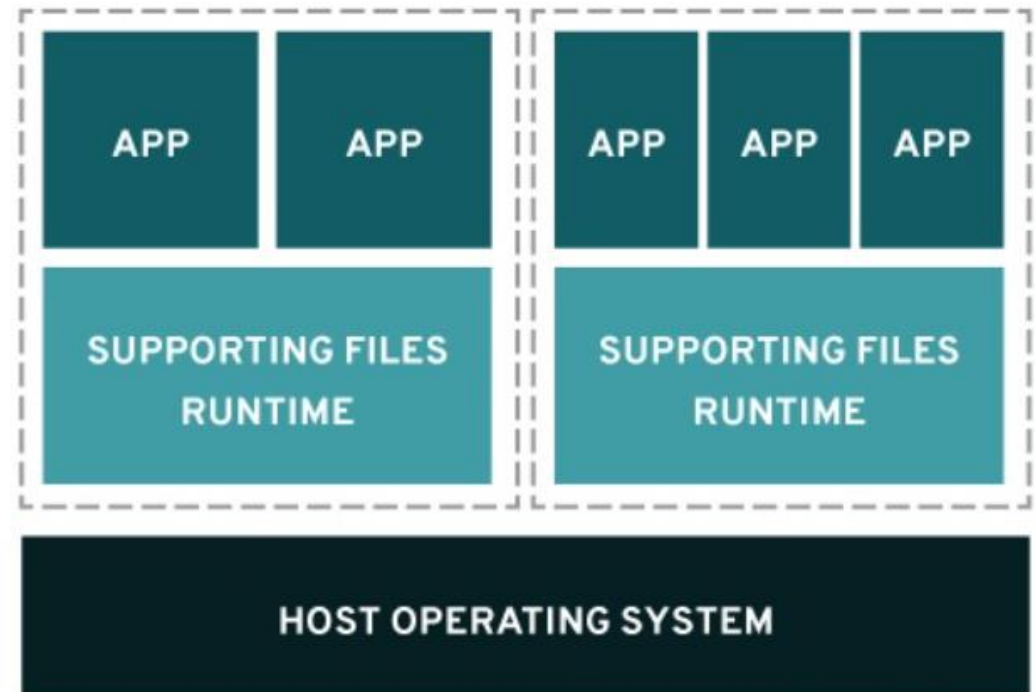 APP
APP
APP
APP
APP
SUPPORTING FILES
RUNTIME
SUPPORTING FILES
RUNTIME
HOST OPERATING SYSTEM